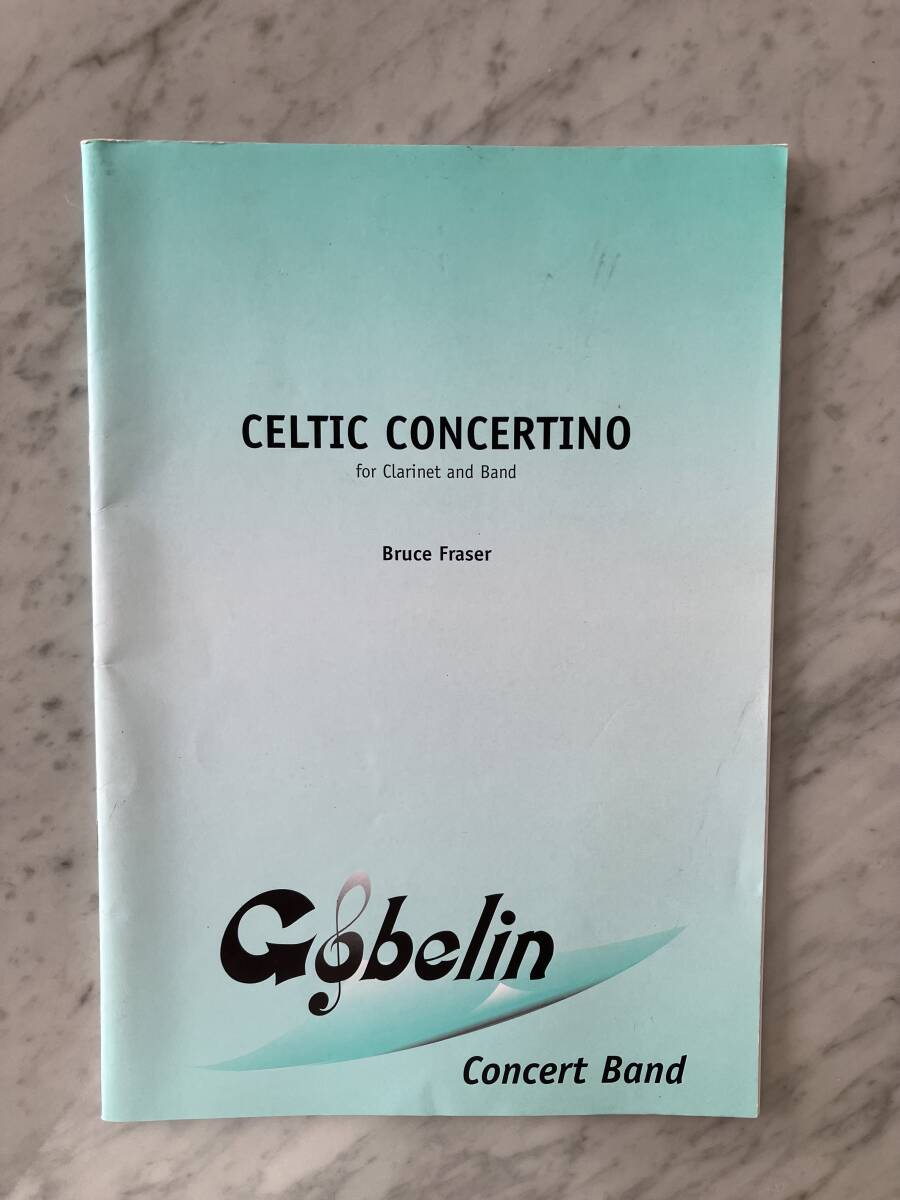 CELTIC CONCERTINO
for Clarinet and Band
Bruce Fraser
Gobelin
Concert Band